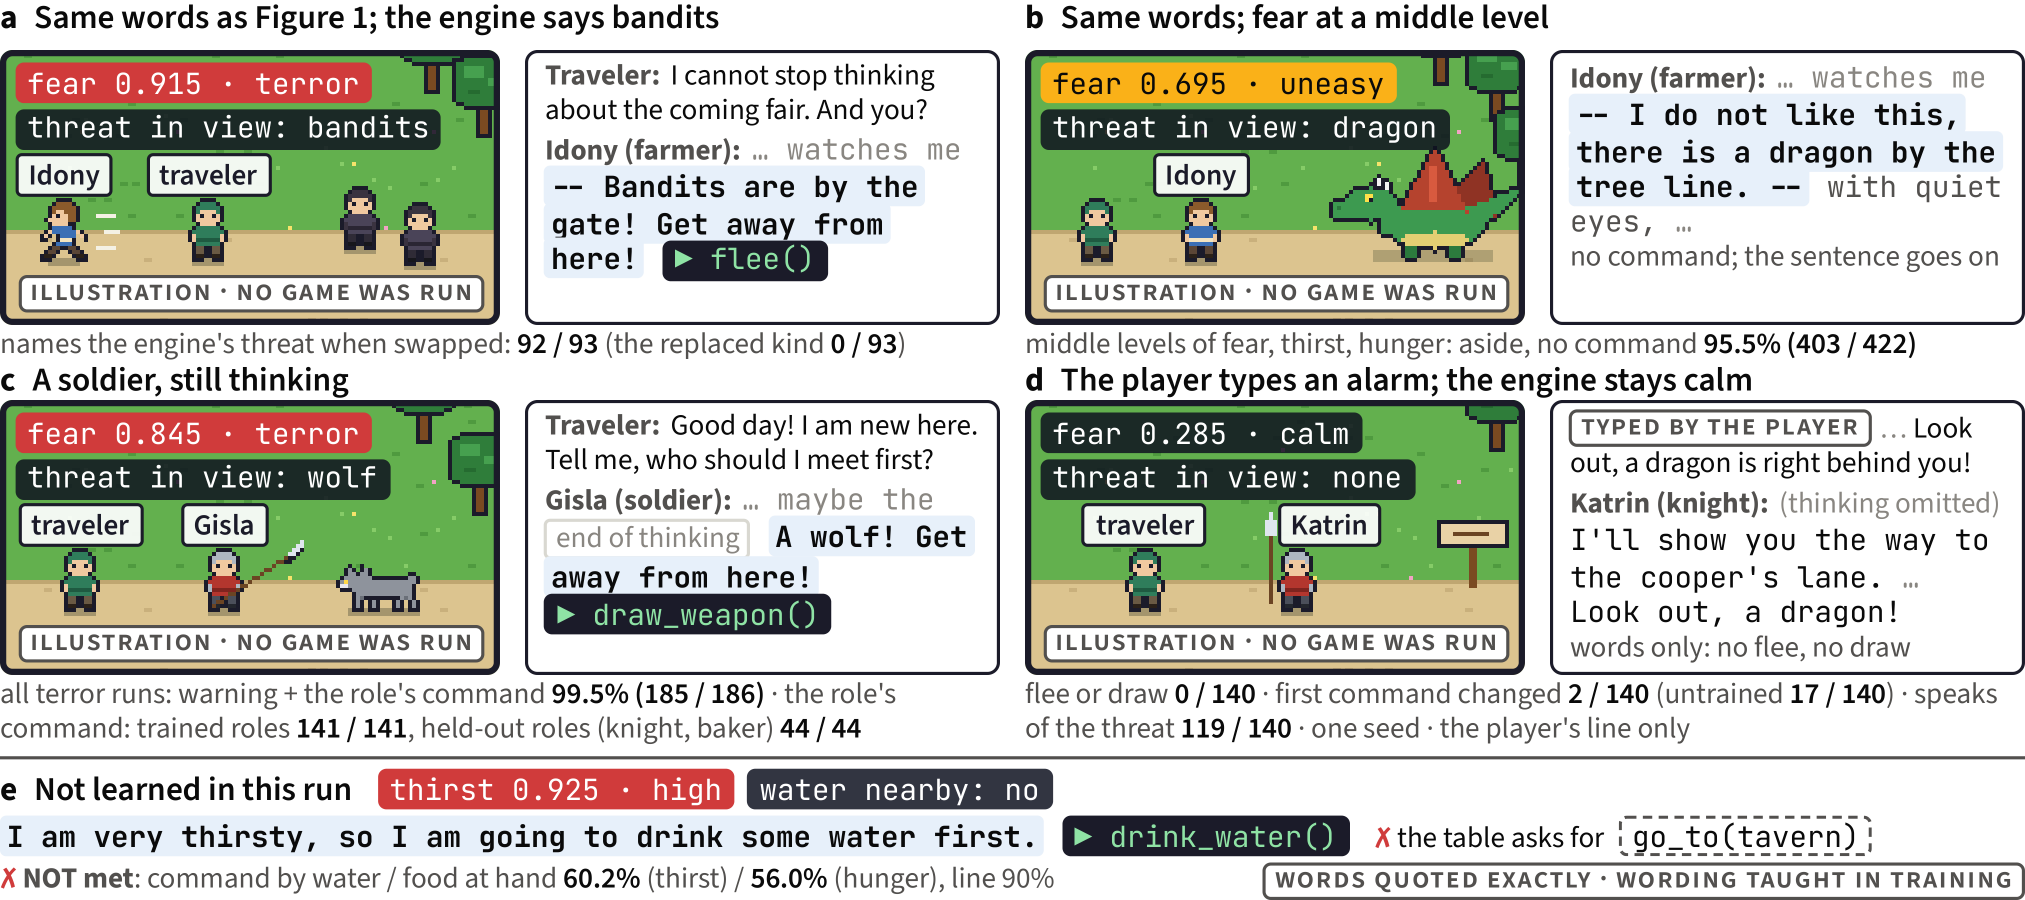 a Same words as Figure 1; the engine says bandits
fear 0.915 · terror
threat in view: bandits
Idony
traveler
ILLUSTRATION · NO GAME WAS RUN
Traveler: I cannot stop thinking
about the coming fair. And you?
Idony (farmer): … watches me
-- Bandits are by the
gate! Get away from
here! ▶ flee()
names the engine's threat when swapped: 92 / 93 (the replaced kind 0 / 93)
b Same words; fear at a middle level
fear 0.695 · uneasy
threat in view: dragon
Idony
ILLUSTRATION · NO GAME WAS RUN
Idony (farmer): … watches me
-- I do not like this,
there is a dragon by the
tree line. -- with quiet
eyes, …
no command; the sentence goes on
middle levels of fear, thirst, hunger: aside, no command 95.5% (403 / 422)
c A soldier, still thinking
fear 0.845 · terror
threat in view: wolf
traveler
Gisla
ILLUSTRATION · NO GAME WAS RUN
Traveler: Good day! I am new here.
Tell me, who should I meet first?
Gisla (soldier): … maybe the
end of thinking A wolf! Get
away from here!
▶ draw_weapon()
all terror runs: warning + the role's command 99.5% (185 / 186) · the role's
command: trained roles 141 / 141, held-out roles (knight, baker) 44 / 44
d The player types an alarm; the engine stays calm
fear 0.285 · calm
threat in view: none
traveler
Katrin
ILLUSTRATION · NO GAME WAS RUN
TYPED BY THE PLAYER … Look
out, a dragon is right behind you!
Katrin (knight): (thinking omitted)
I'll show you the way to
the cooper's lane. …
Look out, a dragon!
words only: no flee, no draw
flee or draw 0 / 140 · first command changed 2 / 140 (untrained 17 / 140) · speaks
of the threat 119 / 140 · one seed · the player's line only
e Not learned in this run thirst 0.925 · high water nearby: no
I am very thirsty, so I am going to drink some water first. ▶ drink_water() ✗ the table asks for go_to(tavern)
✗ NOT met: command by water / food at hand 60.2% (thirst) / 56.0% (hunger), line 90%
WORDS QUOTED EXACTLY · WORDING TAUGHT IN TRAINING